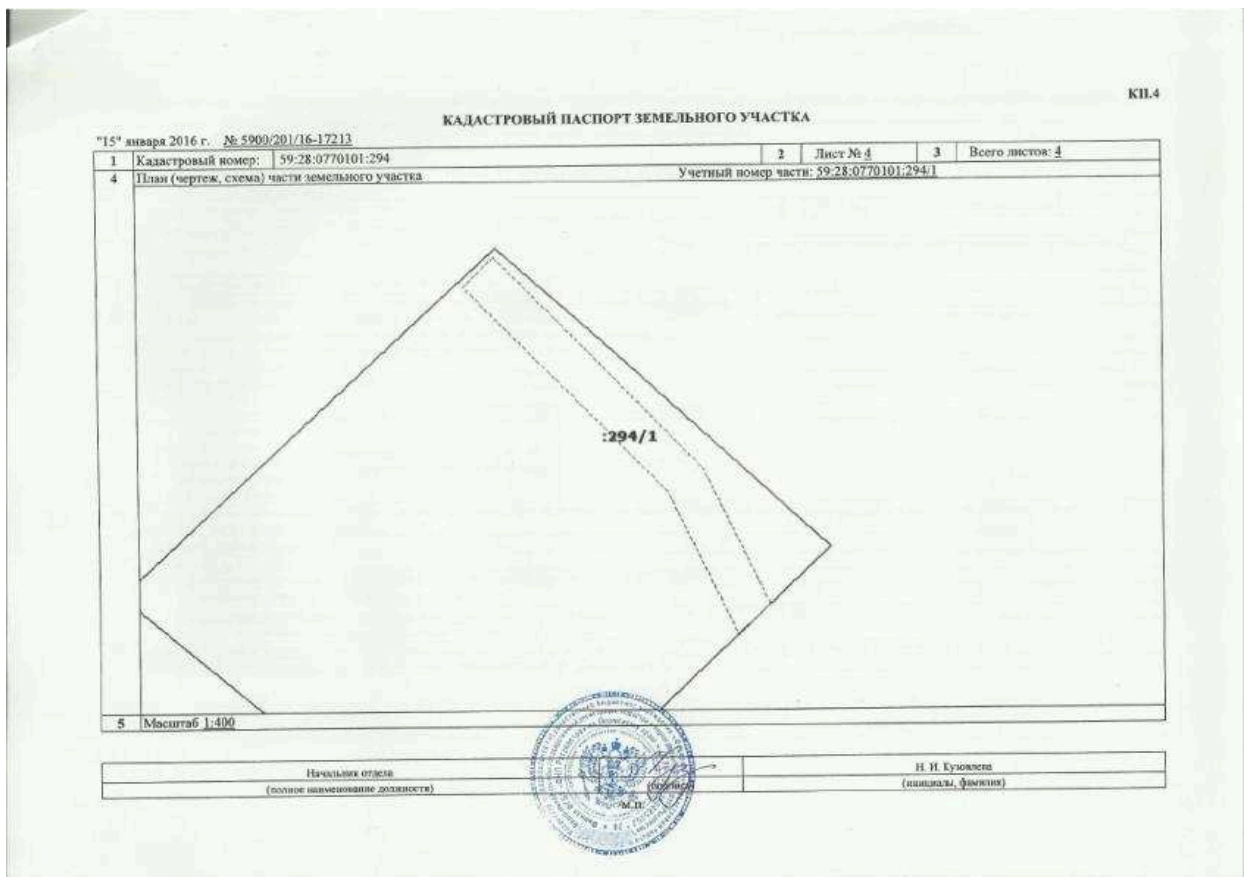 КП.4
КАДАСТРОВЫЙ ПАСПОРТ ЗЕМЕЛЬНОГО УЧАСТКА
"15" января 2016 г. № 5900/201/16-17213
1 Кадастровый номер: 59:28:0770101:294 2 Лист № 4 3 Всего листов: 4
4 План (чертеж, схема) части земельного участка Учетный номер части: 59:28:0770101:294/1
:294/1
5 Масштаб 1:400
Начальник отдела Н. И.
(полное наименование должности) (подпись) (инициалы, фамилия)
М.П.